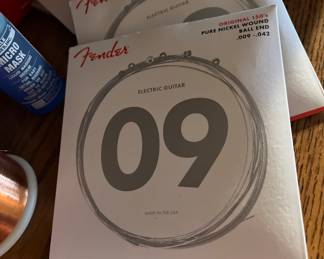 Fender
ELECTRIC GUITAR
Fender
ORIGINAL 150's
PURE NICKEL WOUND
BALL END
.009 -.042
ELECTRIC GUITAR
09
MADE IN THE USA
MICRO
MASK